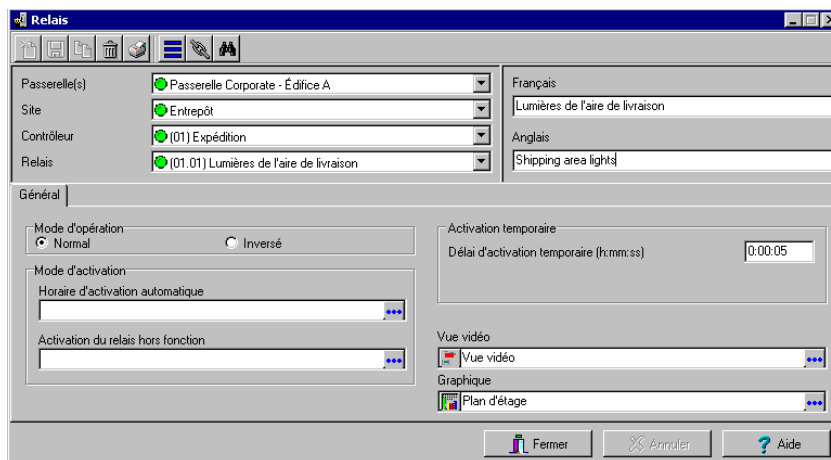 Relais
Passerelle(s)
Passerelle Corporate - Édifice A
Site
Entrepôt
Contrôleur
(01) Expédition
Relais
(01.01) Lumières de l'aire de livraison
Français
Lumières de l'aire de livraison
Anglais
Shipping area lights
Général
Mode d'opération
Normal
Inversé
Mode d'activation
Horaire d'activation automatique
Activation du relais hors fonction
Activation temporaire
Délai d'activation temporaire (h:mm:ss)
0:00:05
Vue vidéo
Vue vidéo
Graphique
Plan d'étage
Fermer
Annuler
Aide